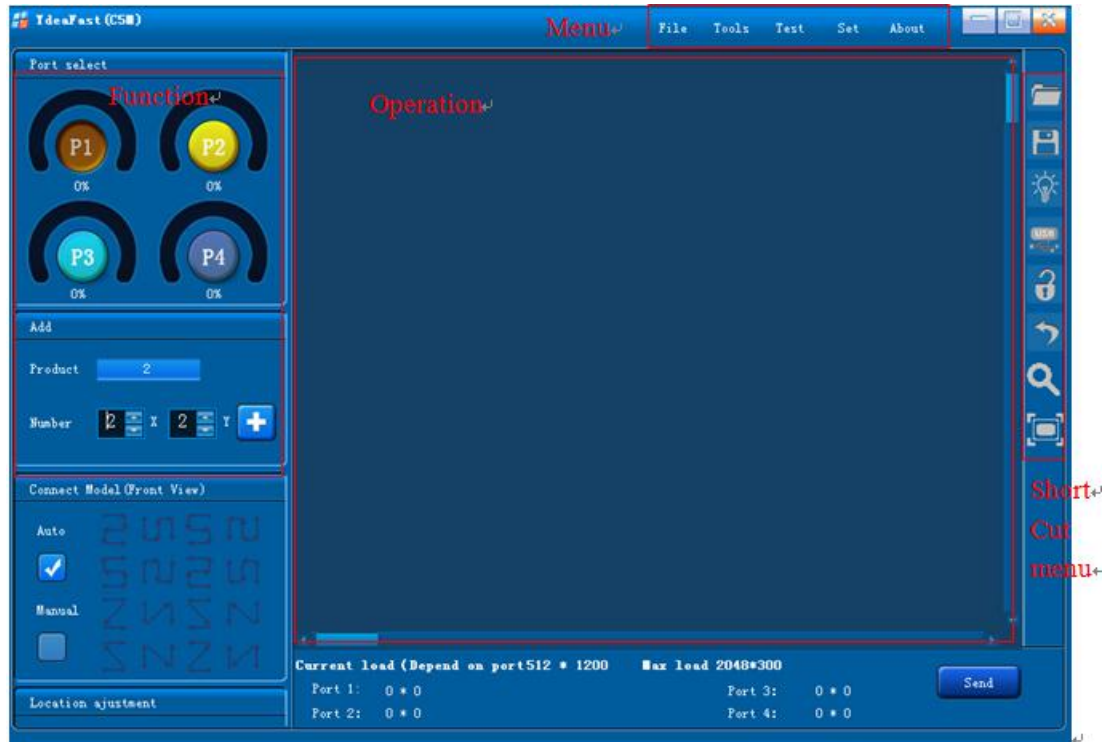 YdeaFast(C5Ⅲ)
Menu
File Tools Test Set About
Port select
Function
Operation
P1 P2
0% 0%
P3 P4
0% 0%
USB
Add
Product 2
Number 2 X 2 Y
Connect Model(Front View)
Auto
Manual
Short
Cut
menu
Current load(Depend on port512 * 1200 Max load 2048*300
Port 1: 0 * 0 Port 3: 0 * 0
Port 2: 0 * 0 Port 4: 0 * 0
Send
Location ajustment